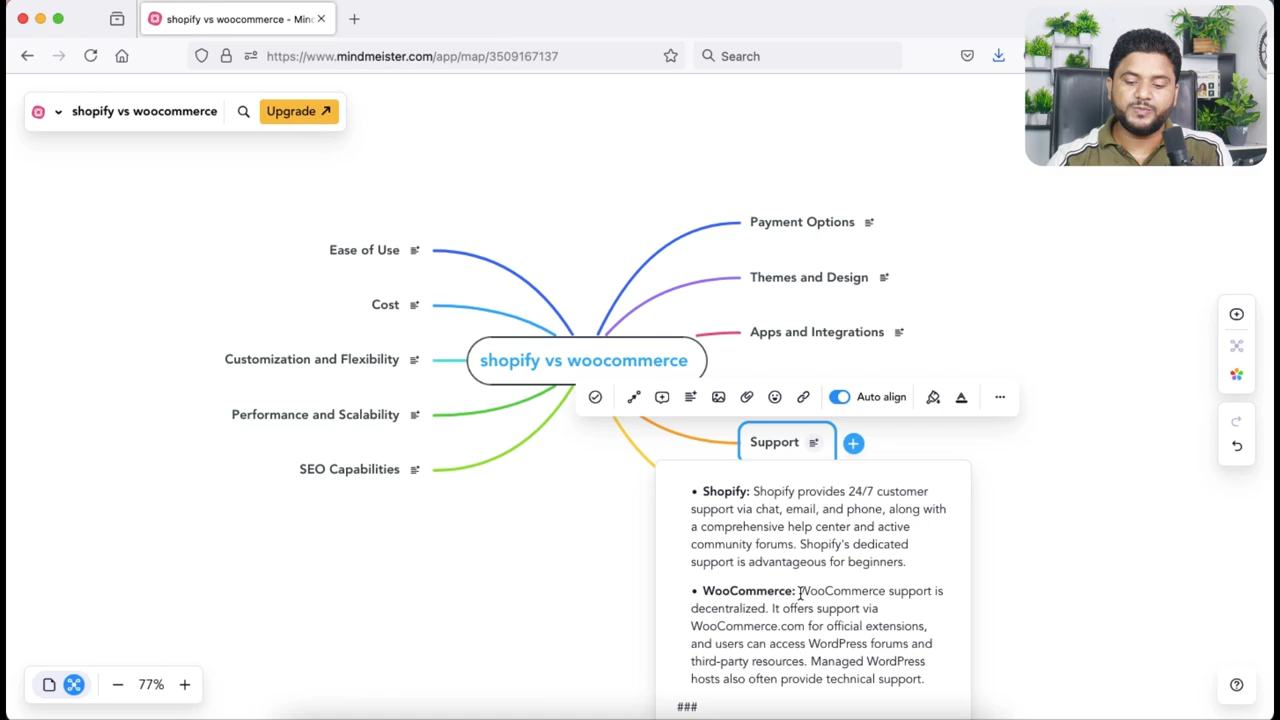 shopify vs woocommerce - Min
https://www.mindmeister.com/app/map/3509167137
Search
shopify vs woocommerce
Upgrade
Payment Options
Ease of Use
Themes and Design
Cost
Apps and Integrations
Customization and Flexibility
shopify vs woocommerce
Auto align
Performance and Scalability
Support
SEO Capabilities
• Shopify: Shopify provides 24/7 customer
support via chat, email, and phone, along with
a comprehensive help center and active
community forums. Shopify's dedicated
support is advantageous for beginners.
• WooCommerce: WooCommerce support is
decentralized. It offers support via
WooCommerce.com for official extensions,
and users can access WordPress forums and
third-party resources. Managed WordPress
hosts also often provide technical support.
###
77%